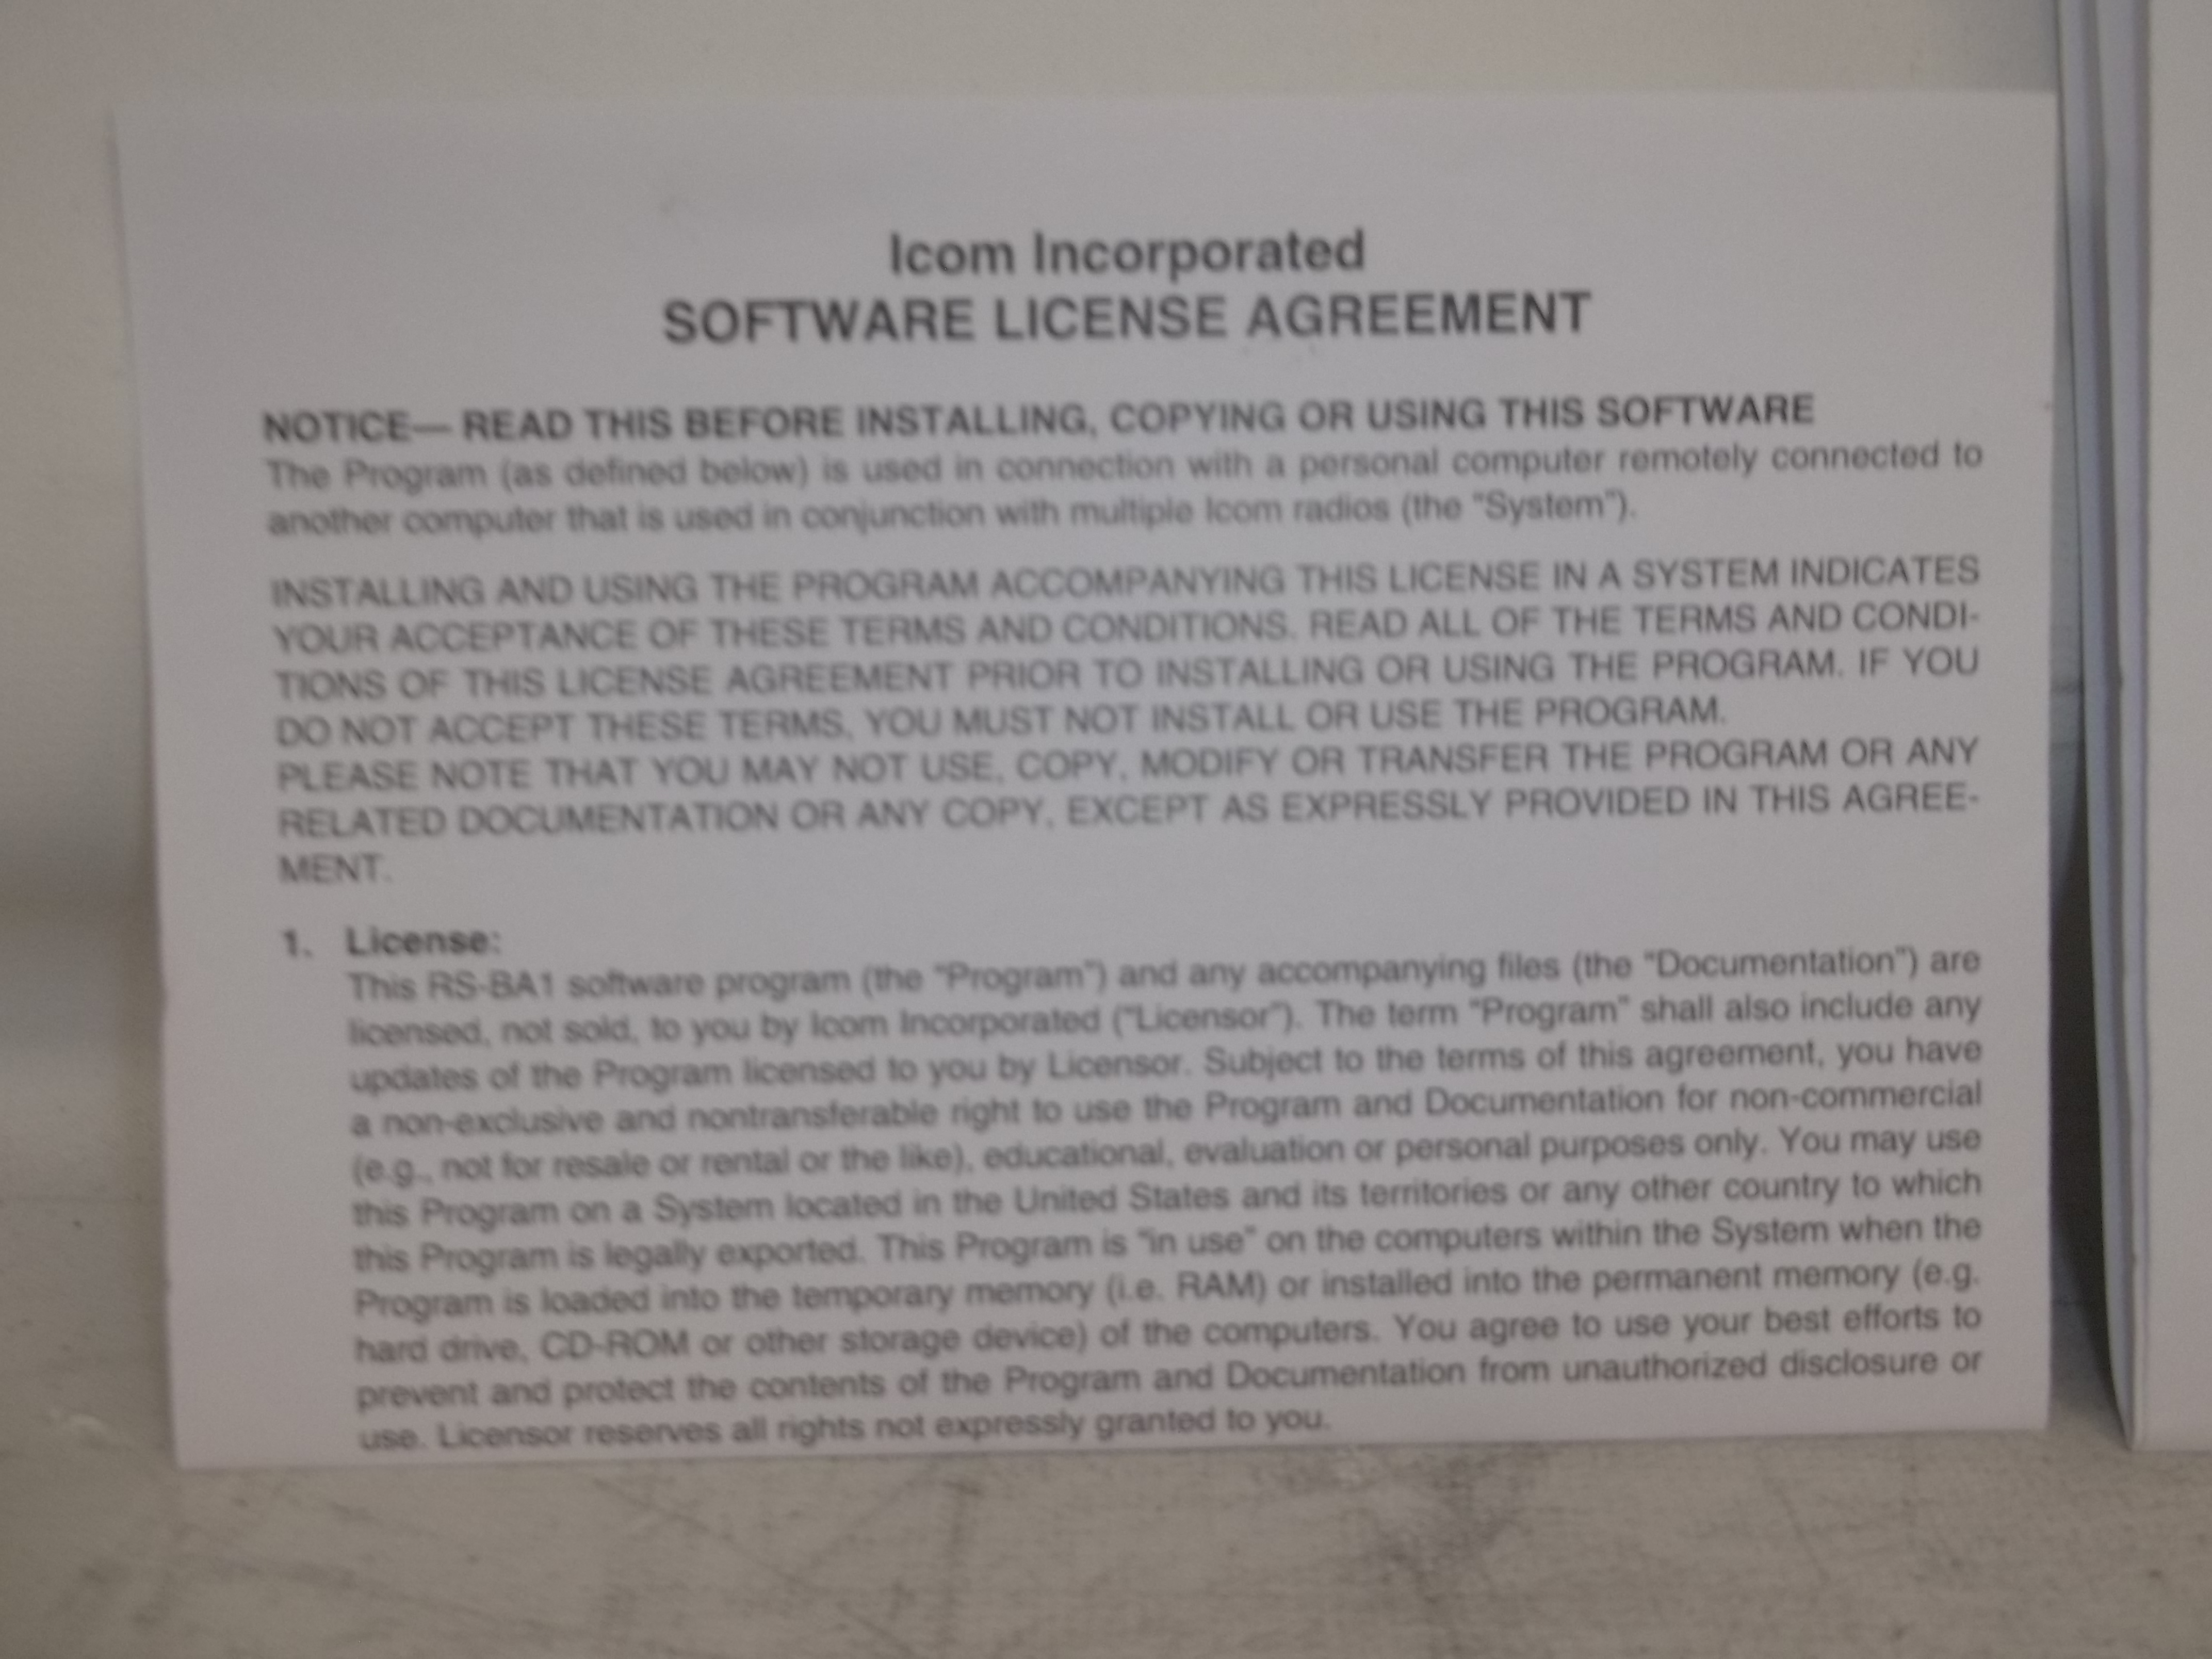 Icom Incorporated
SOFTWARE LICENSE AGREEMENT
NOTICE— READ THIS BEFORE INSTALLING, COPYING OR USING THIS SOFTWARE
The Program (as defined below) is used in connection with a personal computer remotely connected to
another computer that is used in conjunction with multiple Icom radios (the “System”).
INSTALLING AND USING THE PROGRAM ACCOMPANYING THIS LICENSE IN A SYSTEM INDICATES
YOUR ACCEPTANCE OF THESE TERMS AND CONDITIONS. READ ALL OF THE TERMS AND CONDI-
TIONS OF THIS LICENSE AGREEMENT PRIOR TO INSTALLING OR USING THE PROGRAM. IF YOU
DO NOT ACCEPT THESE TERMS, YOU MUST NOT INSTALL OR USE THE PROGRAM.
PLEASE NOTE THAT YOU MAY NOT USE, COPY, MODIFY OR TRANSFER THE PROGRAM OR ANY
RELATED DOCUMENTATION OR ANY COPY, EXCEPT AS EXPRESSLY PROVIDED IN THIS AGREE-
MENT.
1. License:
This RS-BA1 software program (the “Program”) and any accompanying files (the “Documentation”) are
licensed, not sold, to you by Icom Incorporated (“Licensor”). The term “Program” shall also include any
updates of the Program licensed to you by Licensor. Subject to the terms of this agreement, you have
a non-exclusive and nontransferable right to use the Program and Documentation for non-commercial
(e.g., not for resale or rental or the like), educational, evaluation or personal purposes only. You may use
this Program on a System located in the United States and its territories or any other country to which
this Program is legally exported. This Program is “in use” on the computers within the System when the
Program is loaded into the temporary memory (i.e. RAM) or installed into the permanent memory (e.g.
hard drive, CD-ROM or other storage device) of the computers. You agree to use your best efforts to
prevent and protect the contents of the Program and Documentation from unauthorized disclosure or
use. Licensor reserves all rights not expressly granted to you.